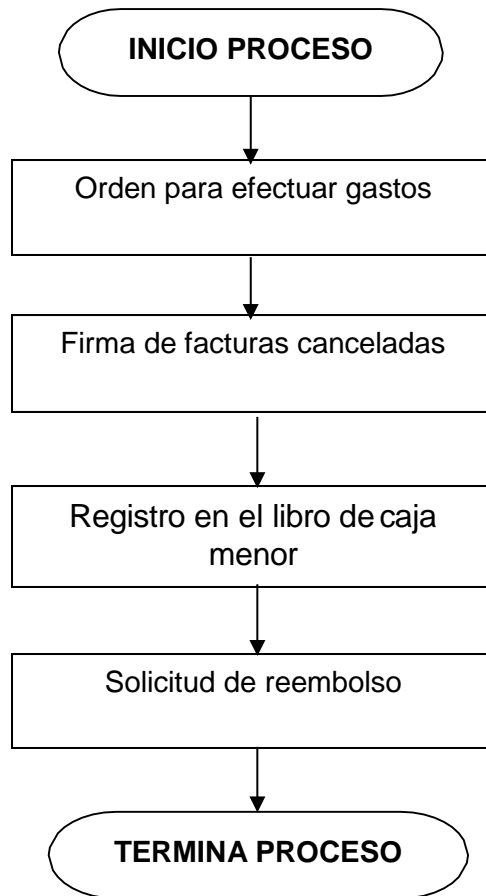 INICIO PROCESO
Orden para efectuar gastos
Firma de facturas canceladas
Registro en el libro de caja
menor
Solicitud de reembolso
TERMINA PROCESO